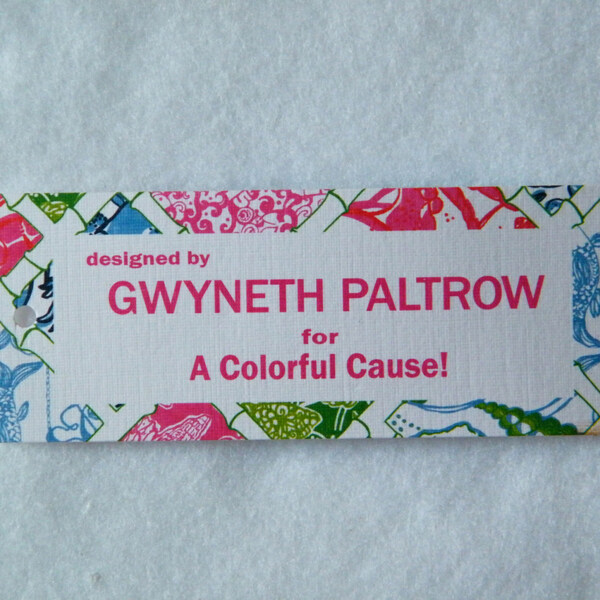 designed by
GWYNETH PALTROW
for
A Colorful Cause!